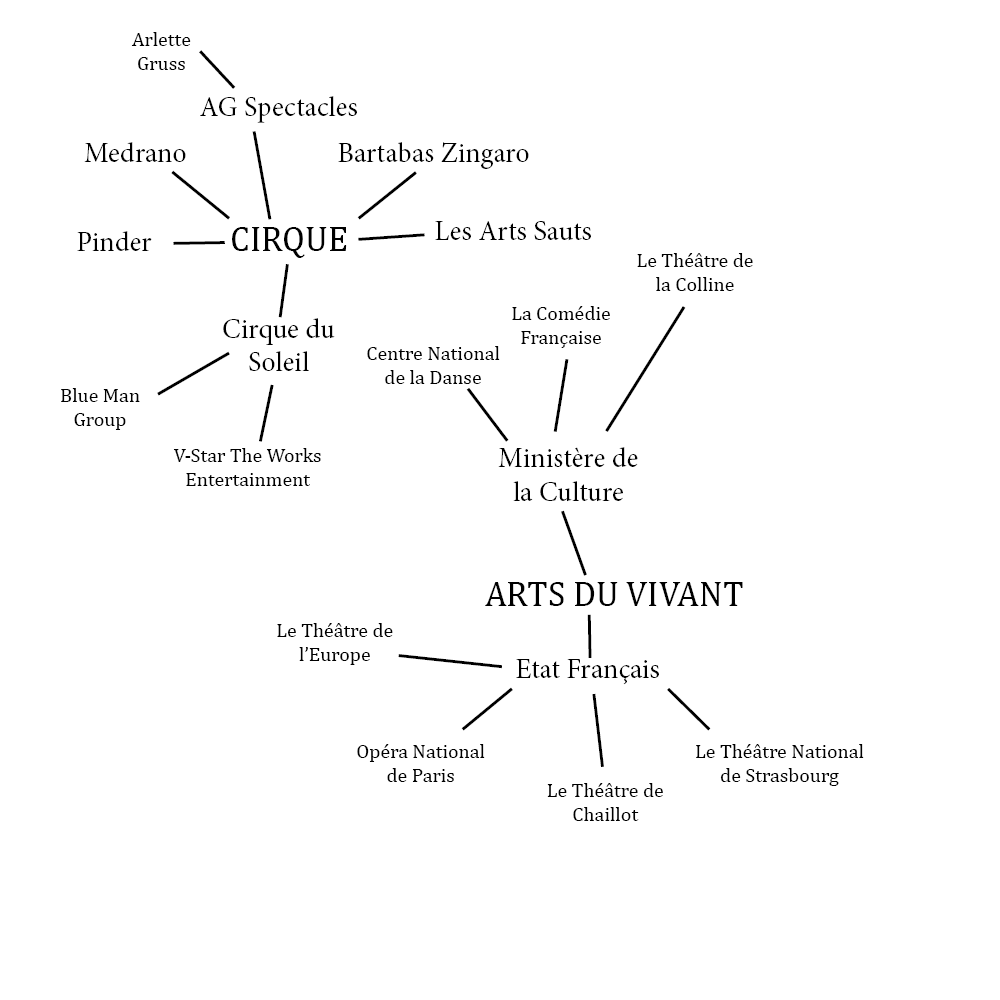 Arlette
Gruss
AG Spectacles
Medrano
Bartabas Zingaro
Pinder
CIRQUE
Les Arts Sauts
Le Théâtre de
la Colline
Cirque du
Soleil
La Comédie
Française
Centre National
de la Danse
Blue Man
Group
V-Star The Works
Entertainment
Ministère de
la Culture
ARTS DU VIVANT
Le Théâtre de
l’Europe
Etat Français
Opéra National
de Paris
Le Théâtre National
de Strasbourg
Le Théâtre de
Chaillot